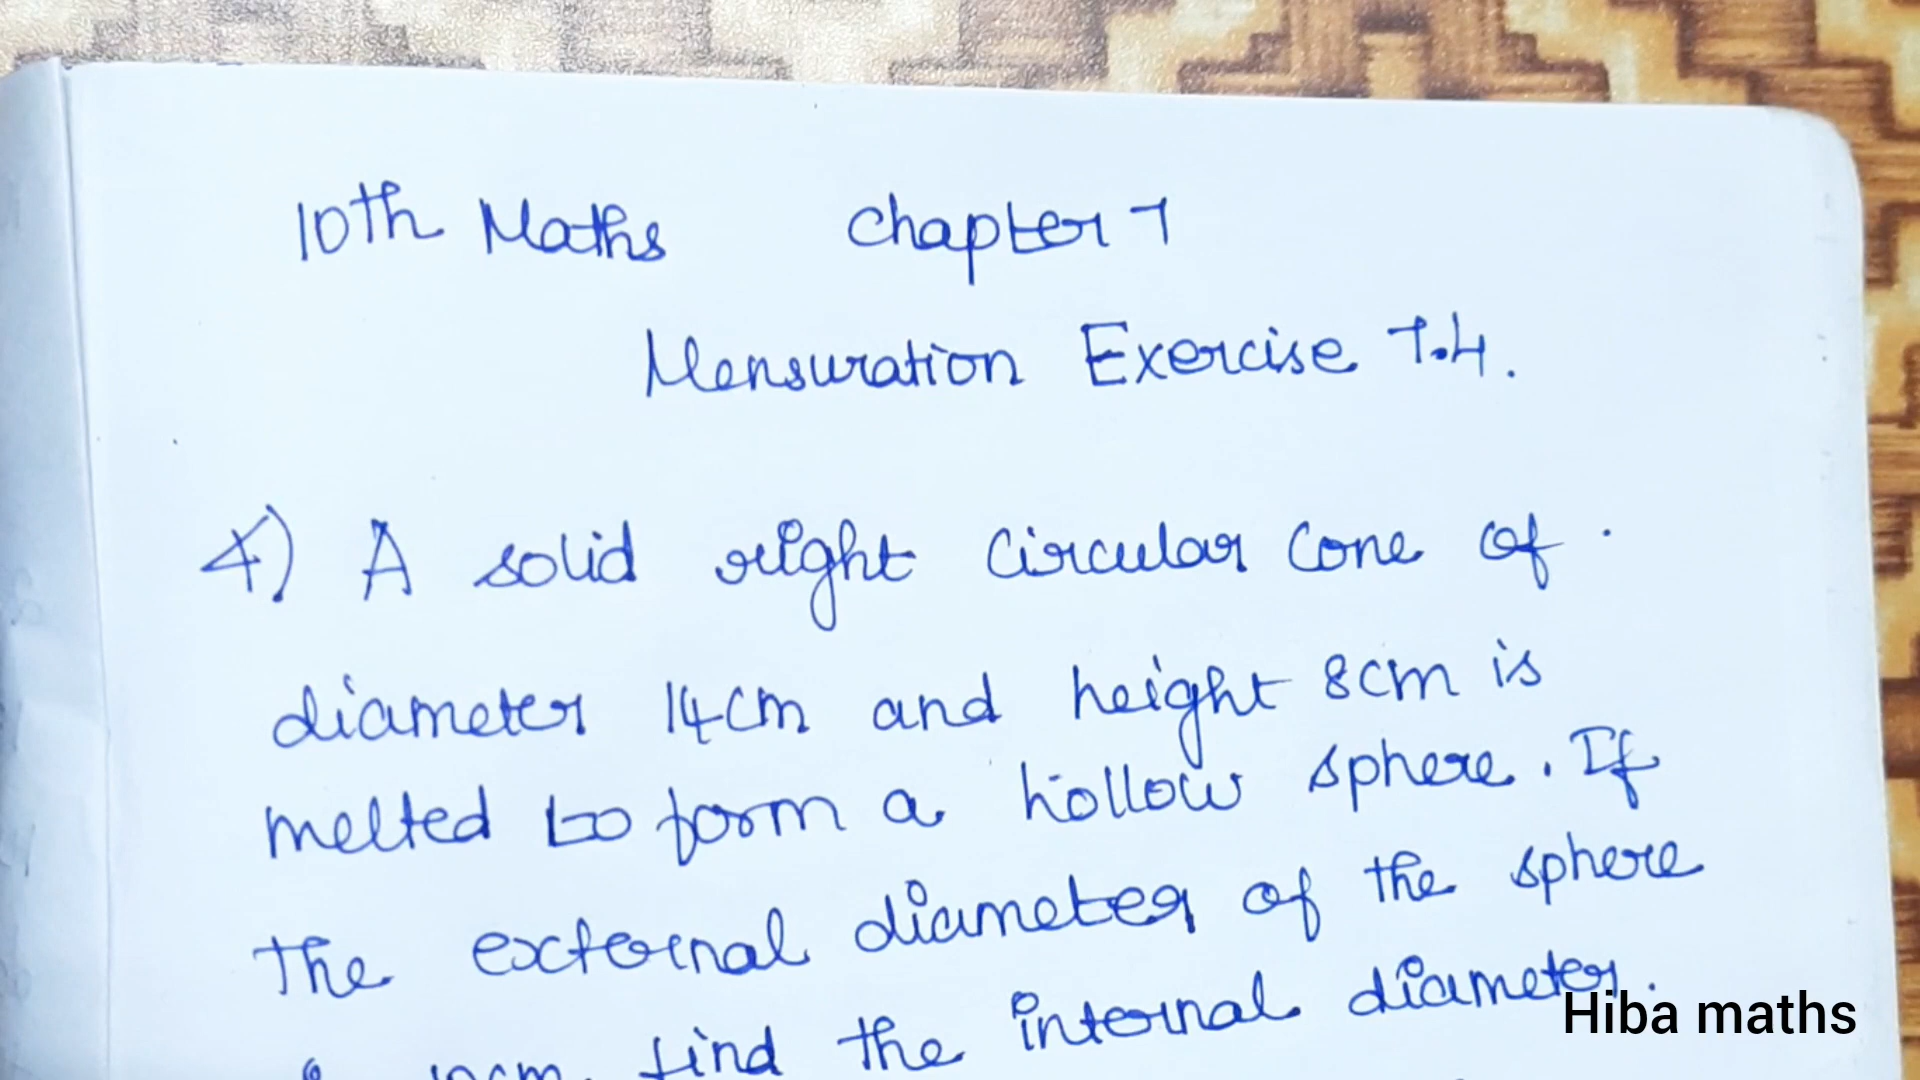 10th Maths chapter 7
Mensuration Exercise 7.4.
4) A solid right Circular Cone of
diameter 14cm and height 8cm is
melted to form a hollow sphere. If
the external diameter of the sphere
find the internal diameter.
Hiba maths